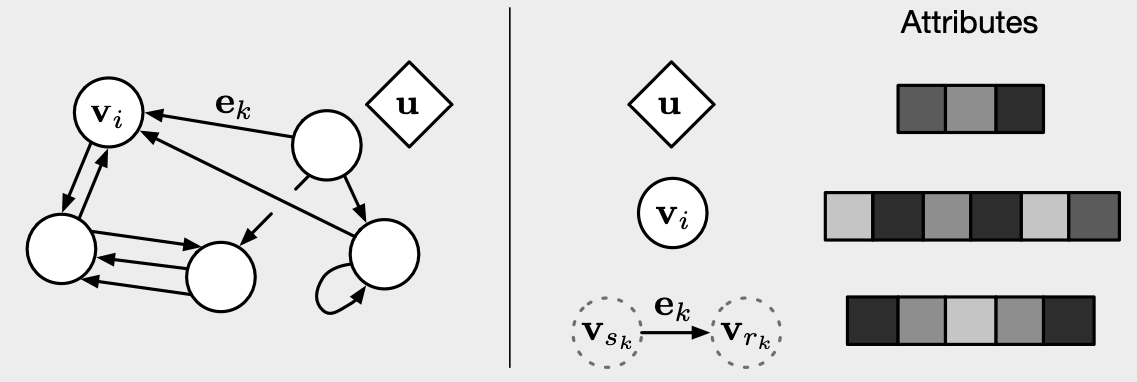 Attributes
u
e_k
v_i
u
v_i
e_k
v_{s_k}
v_{r_k}